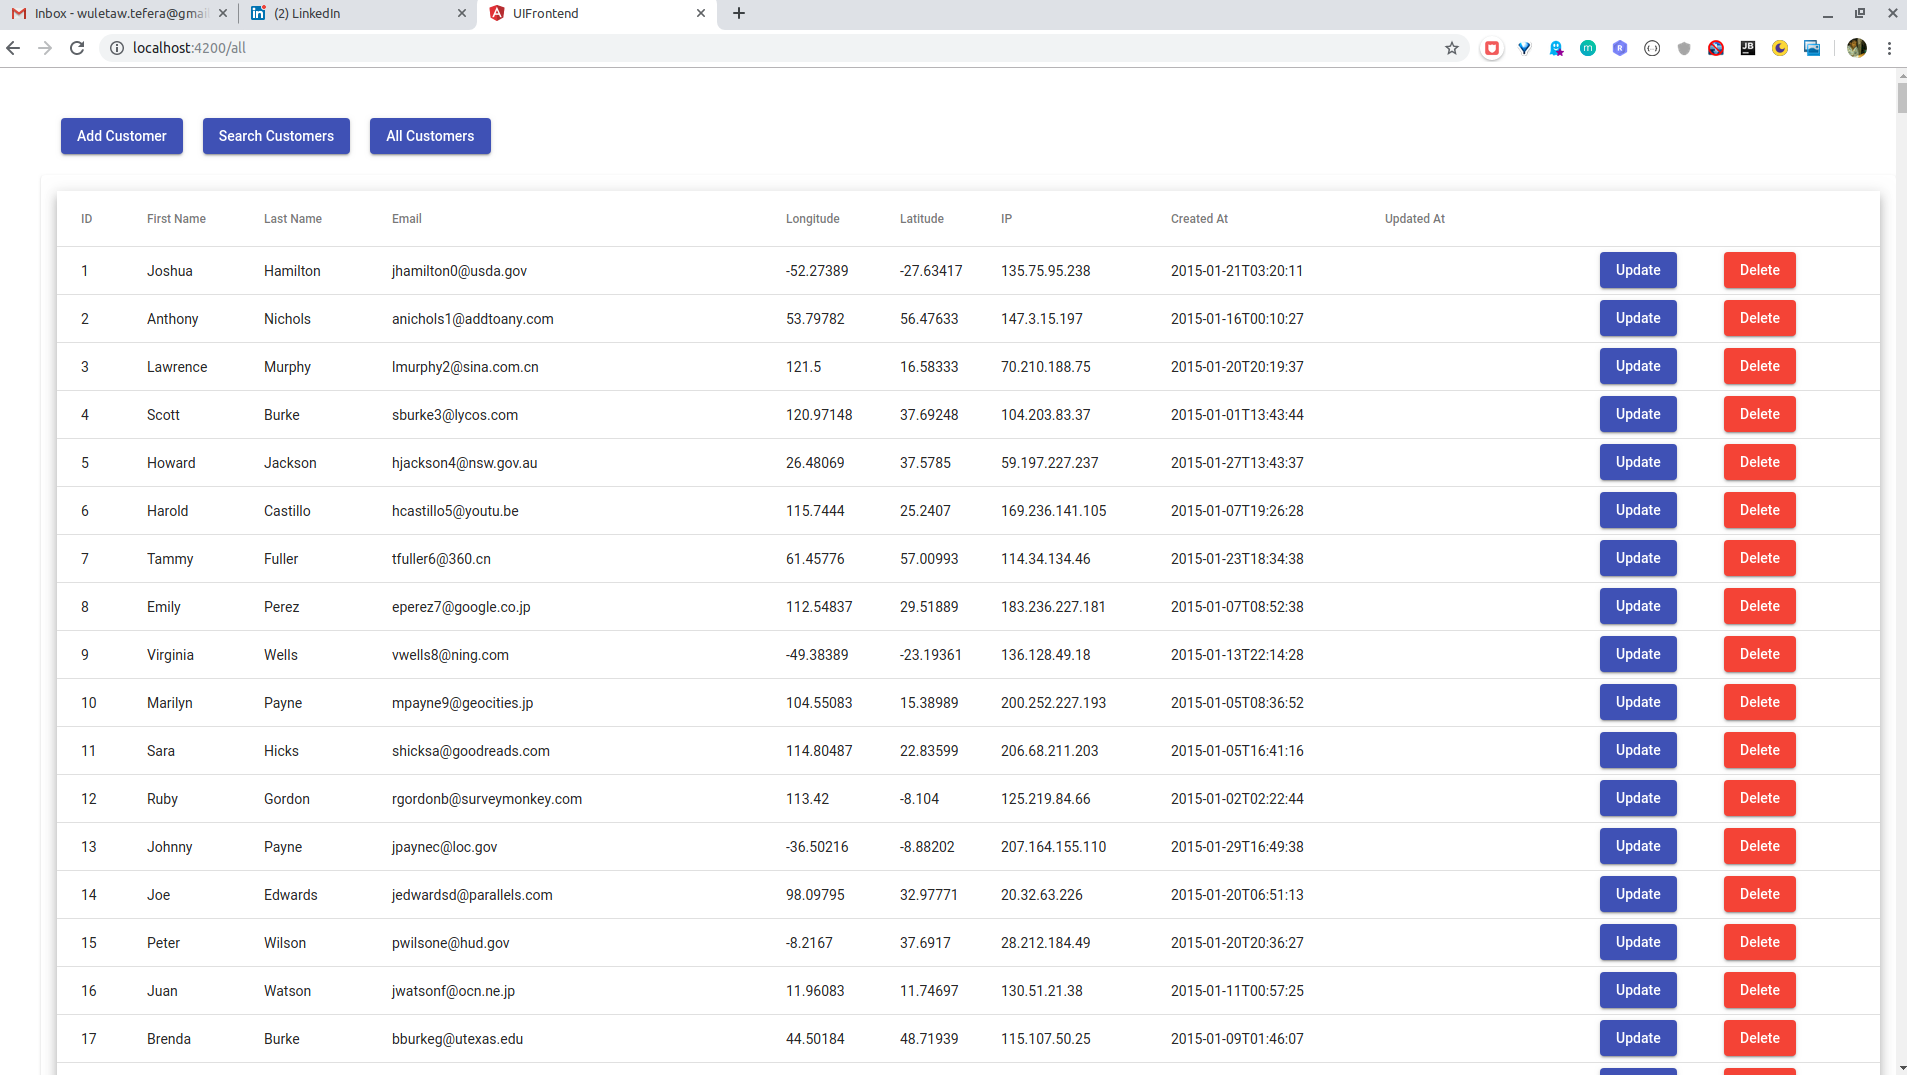 Inbox - wuletaw.tefera@gmai
(2) LinkedIn
UIFrontend
localhost:4200/all
Add Customer Search Customers All Customers
ID First Name Last Name Email Longitude Latitude IP Created At Updated At
1 Joshua Hamilton jhamilton0@usda.gov -52.27389 -27.63417 135.75.95.238 2015-01-21T03:20:11 Update Delete
2 Anthony Nichols anichols1@addtoany.com 53.79782 56.47633 147.3.15.197 2015-01-16T00:10:27 Update Delete
3 Lawrence Murphy lmurphy2@sina.com.cn 121.5 16.58333 70.210.188.75 2015-01-20T20:19:37 Update Delete
4 Scott Burke sburke3@lycos.com 120.97148 37.69248 104.203.83.37 2015-01-01T13:43:44 Update Delete
5 Howard Jackson hjackson4@nsw.gov.au 26.48069 37.5785 59.197.227.237 2015-01-27T13:43:37 Update Delete
6 Harold Castillo hcastillo5@youtu.be 115.7444 25.2407 169.236.141.105 2015-01-07T19:26:28 Update Delete
7 Tammy Fuller tfuller6@360.cn 61.45776 57.00993 114.34.134.46 2015-01-23T18:34:38 Update Delete
8 Emily Perez eperez7@google.co.jp 112.54837 29.51889 183.236.227.181 2015-01-07T08:52:38 Update Delete
9 Virginia Wells vwells8@ning.com -49.38389 -23.19361 136.128.49.18 2015-01-13T22:14:28 Update Delete
10 Marilyn Payne mpayne9@geocities.jp 104.55083 15.38989 200.252.227.193 2015-01-05T08:36:52 Update Delete
11 Sara Hicks shicksa@goodreads.com 114.80487 22.83599 206.68.211.203 2015-01-05T16:41:16 Update Delete
12 Ruby Gordon rgordonb@surveymonkey.com 113.42 -8.104 125.219.84.66 2015-01-02T02:22:44 Update Delete
13 Johnny Payne jpaynec@loc.gov -36.50216 -8.88202 207.164.155.110 2015-01-29T16:49:38 Update Delete
14 Joe Edwards jedwardsd@parallels.com 98.09795 32.97771 20.32.63.226 2015-01-20T06:51:13 Update Delete
15 Peter Wilson pwilsone@hud.gov -8.2167 37.6917 28.212.184.49 2015-01-20T20:36:27 Update Delete
16 Juan Watson jwatsonf@ocn.ne.jp 11.96083 11.74697 130.51.21.38 2015-01-11T00:57:25 Update Delete
17 Brenda Burke bburkeg@utexas.edu 44.50184 48.71939 115.107.50.25 2015-01-09T01:46:07 Update Delete